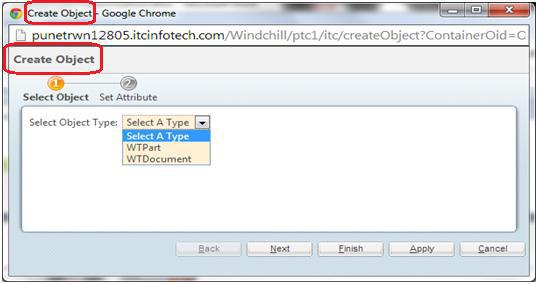 Create Object - Google Chrome
punetrwn12805.itcinfotech.com/Windchill/ptc1/itc/createObject?ContainerOid=O
Create Object
1 2
Select Object Set Attribute
Select Object Type: Select A Type
Select A Type
WTPart
WTDocument
Back Next Finish Apply Cancel